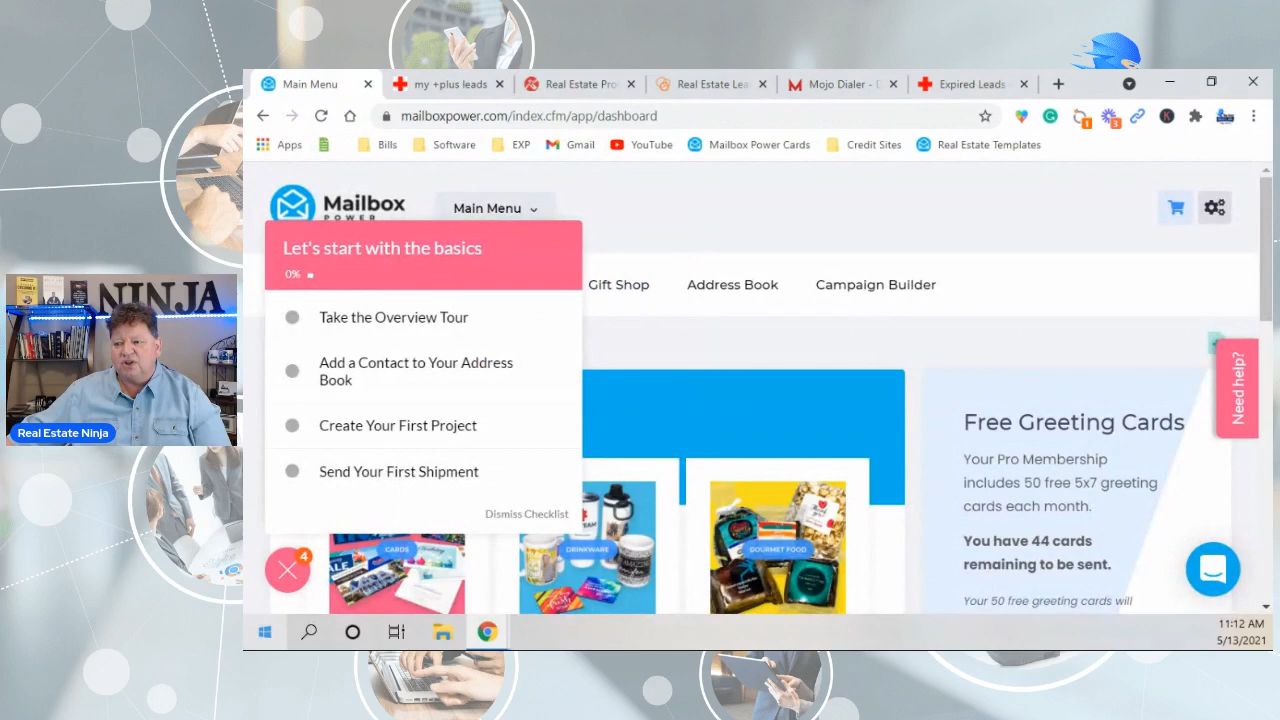 Main Menu
my +plus leads
Real Estate Pro
Real Estate Lea
Mojo Dialer - D
Expired Leads -
mailboxpower.com/index.cfm/app/dashboard
1
3
Apps
Bills
Software
EXP
Gmail
YouTube
Mailbox Power Cards
Credit Sites
Real Estate Templates
Mailbox
POWER
Main Menu
Let's start with the basics
0%
Gift Shop
Address Book
Campaign Builder
Take the Overview Tour
Add a Contact to Your Address
Book
Create Your First Project
Send Your First Shipment
Dismiss Checklist
4
CARDS
DRINKWARE
GOURMET FOOD
Free Greeting Cards
Your Pro Membership
includes 50 free 5x7 greeting
cards each month.
You have 44 cards
remaining to be sent.
Your 50 free greeting cards will
Need help?
NINJA
Real Estate Ninja
11:12 AM
5/13/2021